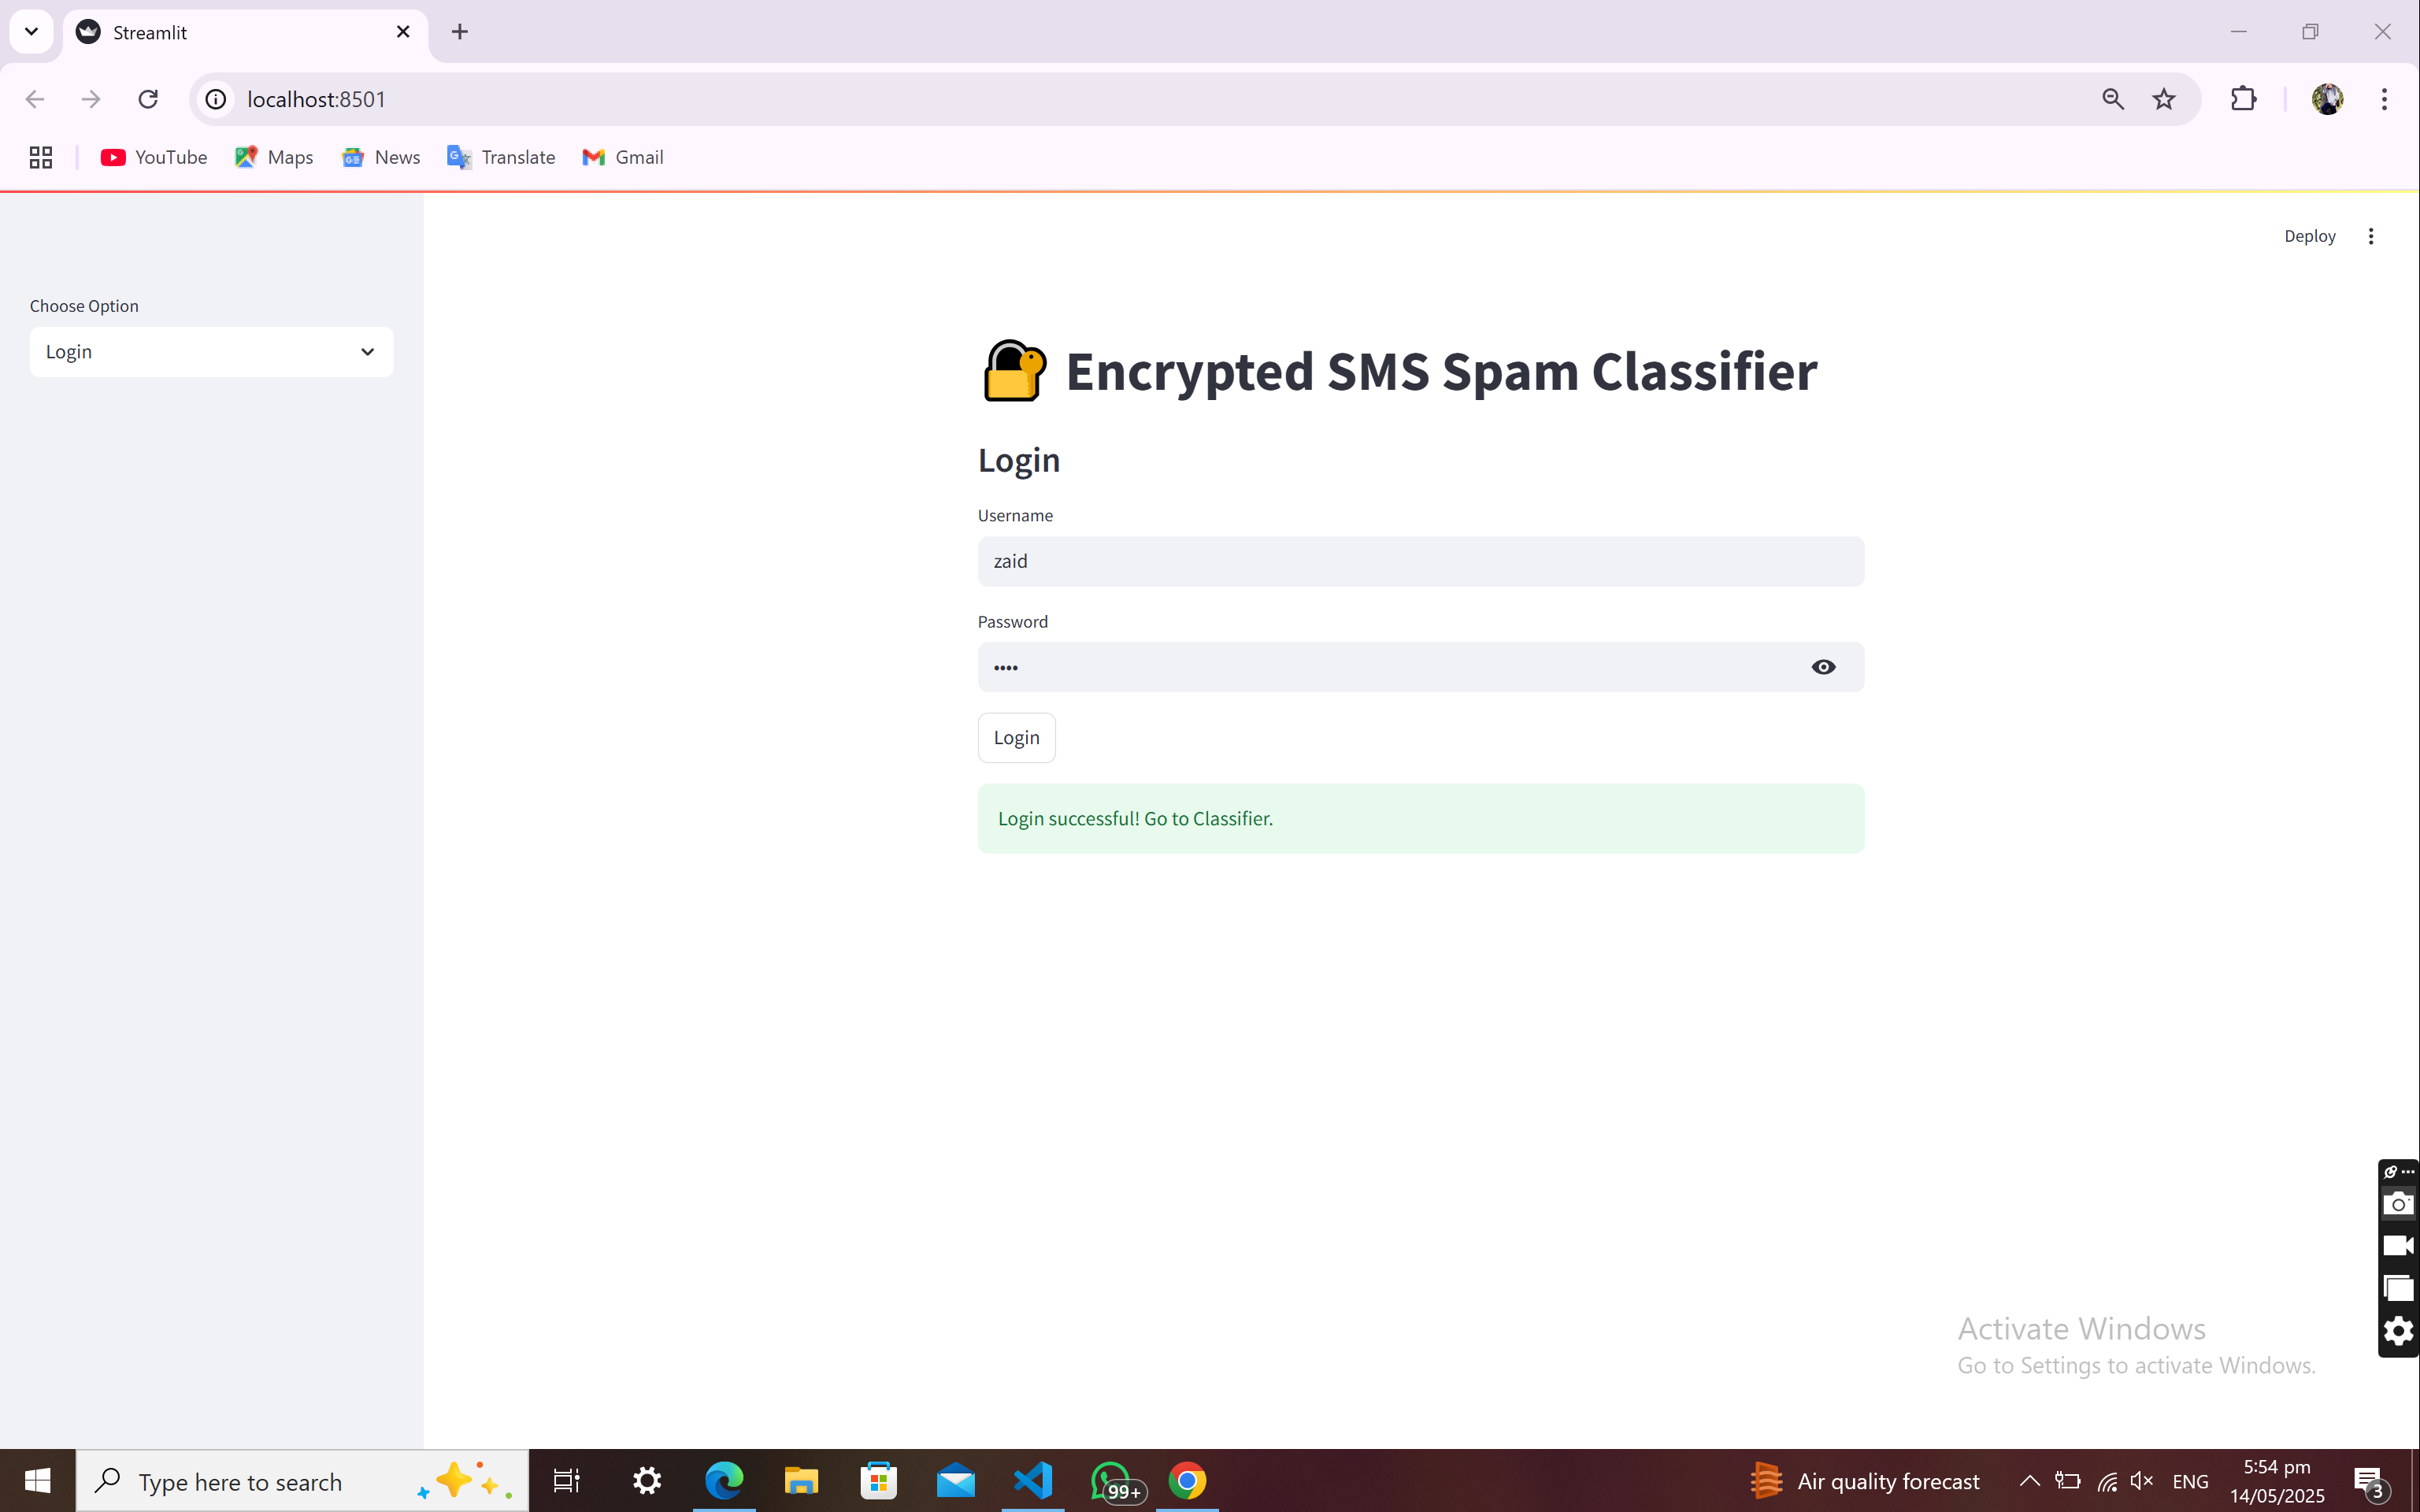 Streamlit
localhost:8501
YouTube
Maps
News
Translate
Gmail
Deploy
Choose Option
Login
Encrypted SMS Spam Classifier
Login
Username
zaid
Password
••••
Login
Login successful! Go to Classifier.
Activate Windows
Go to Settings to activate Windows.
Type here to search
99+
Air quality forecast
ENG
5:54 pm
14/05/2025
3